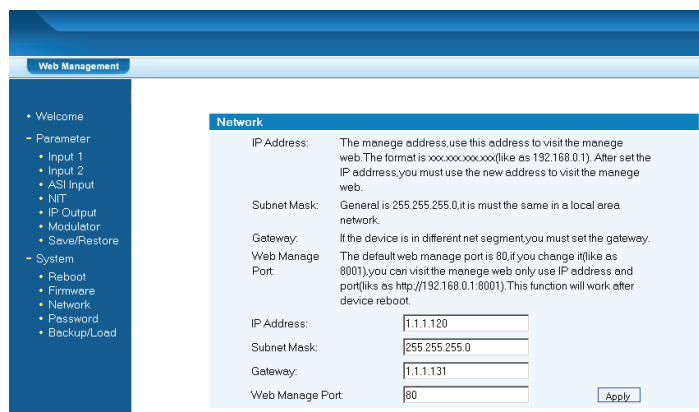 Web Management
• Welcome
– Parameter
• Input 1
• Input 2
• ASI Input
• NIT
• IP Output
• Modulator
• Save/Restore
– System
• Reboot
• Firmware
• Network
• Password
• Backup/Load
Network
IP Address: The manege address,use this address to visit the manege
web.The format is xxx.xxx.xxx.xxx(like as 192.168.0.1). After set the
IP addrress,you must use the new address to visit the manege
web.
Subnet Mask: General is 255.255.255.0,it is must the same in a local area
network.
Gateway: If the device is in different net segment,you must set the gateway.
Web Manage The default web manage port is 80,if you change it(like as
Port: 8001),you can visit the manege web only use IP address and
port(liks as http://192.168.0.1:8001).This function will work after
device reboot.
IP Address: 1.1.1.120
Subnet Mask: 255.255.255.0
Gateway: 1.1.1.131
Web Manage Port: 80 Apply